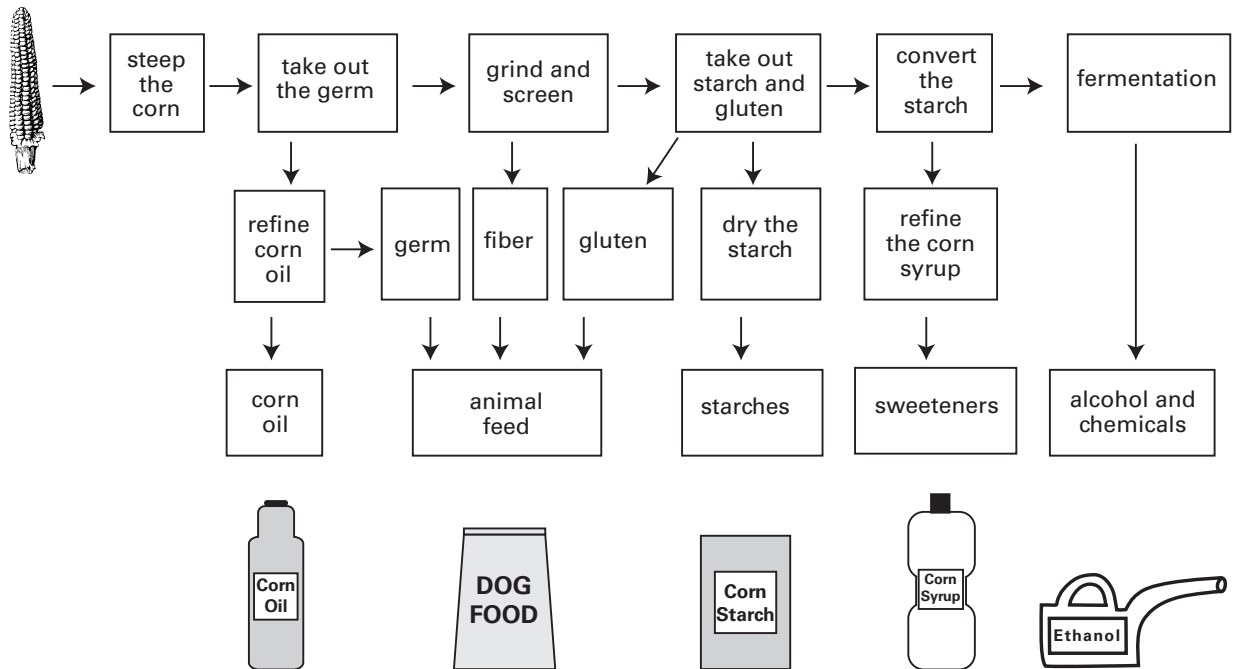 steep
the
corn
take out
the germ
grind and
screen
take out
starch and
gluten
convert
the
starch
fermentation
refine
corn
oil
germ
fiber
gluten
dry the
starch
refine
the corn
syrup
corn
oil
animal
feed
starches
sweeteners
alcohol and
chemicals
Corn
Oil
DOG
FOOD
Corn
Starch
Corn
Syrup
Ethanol